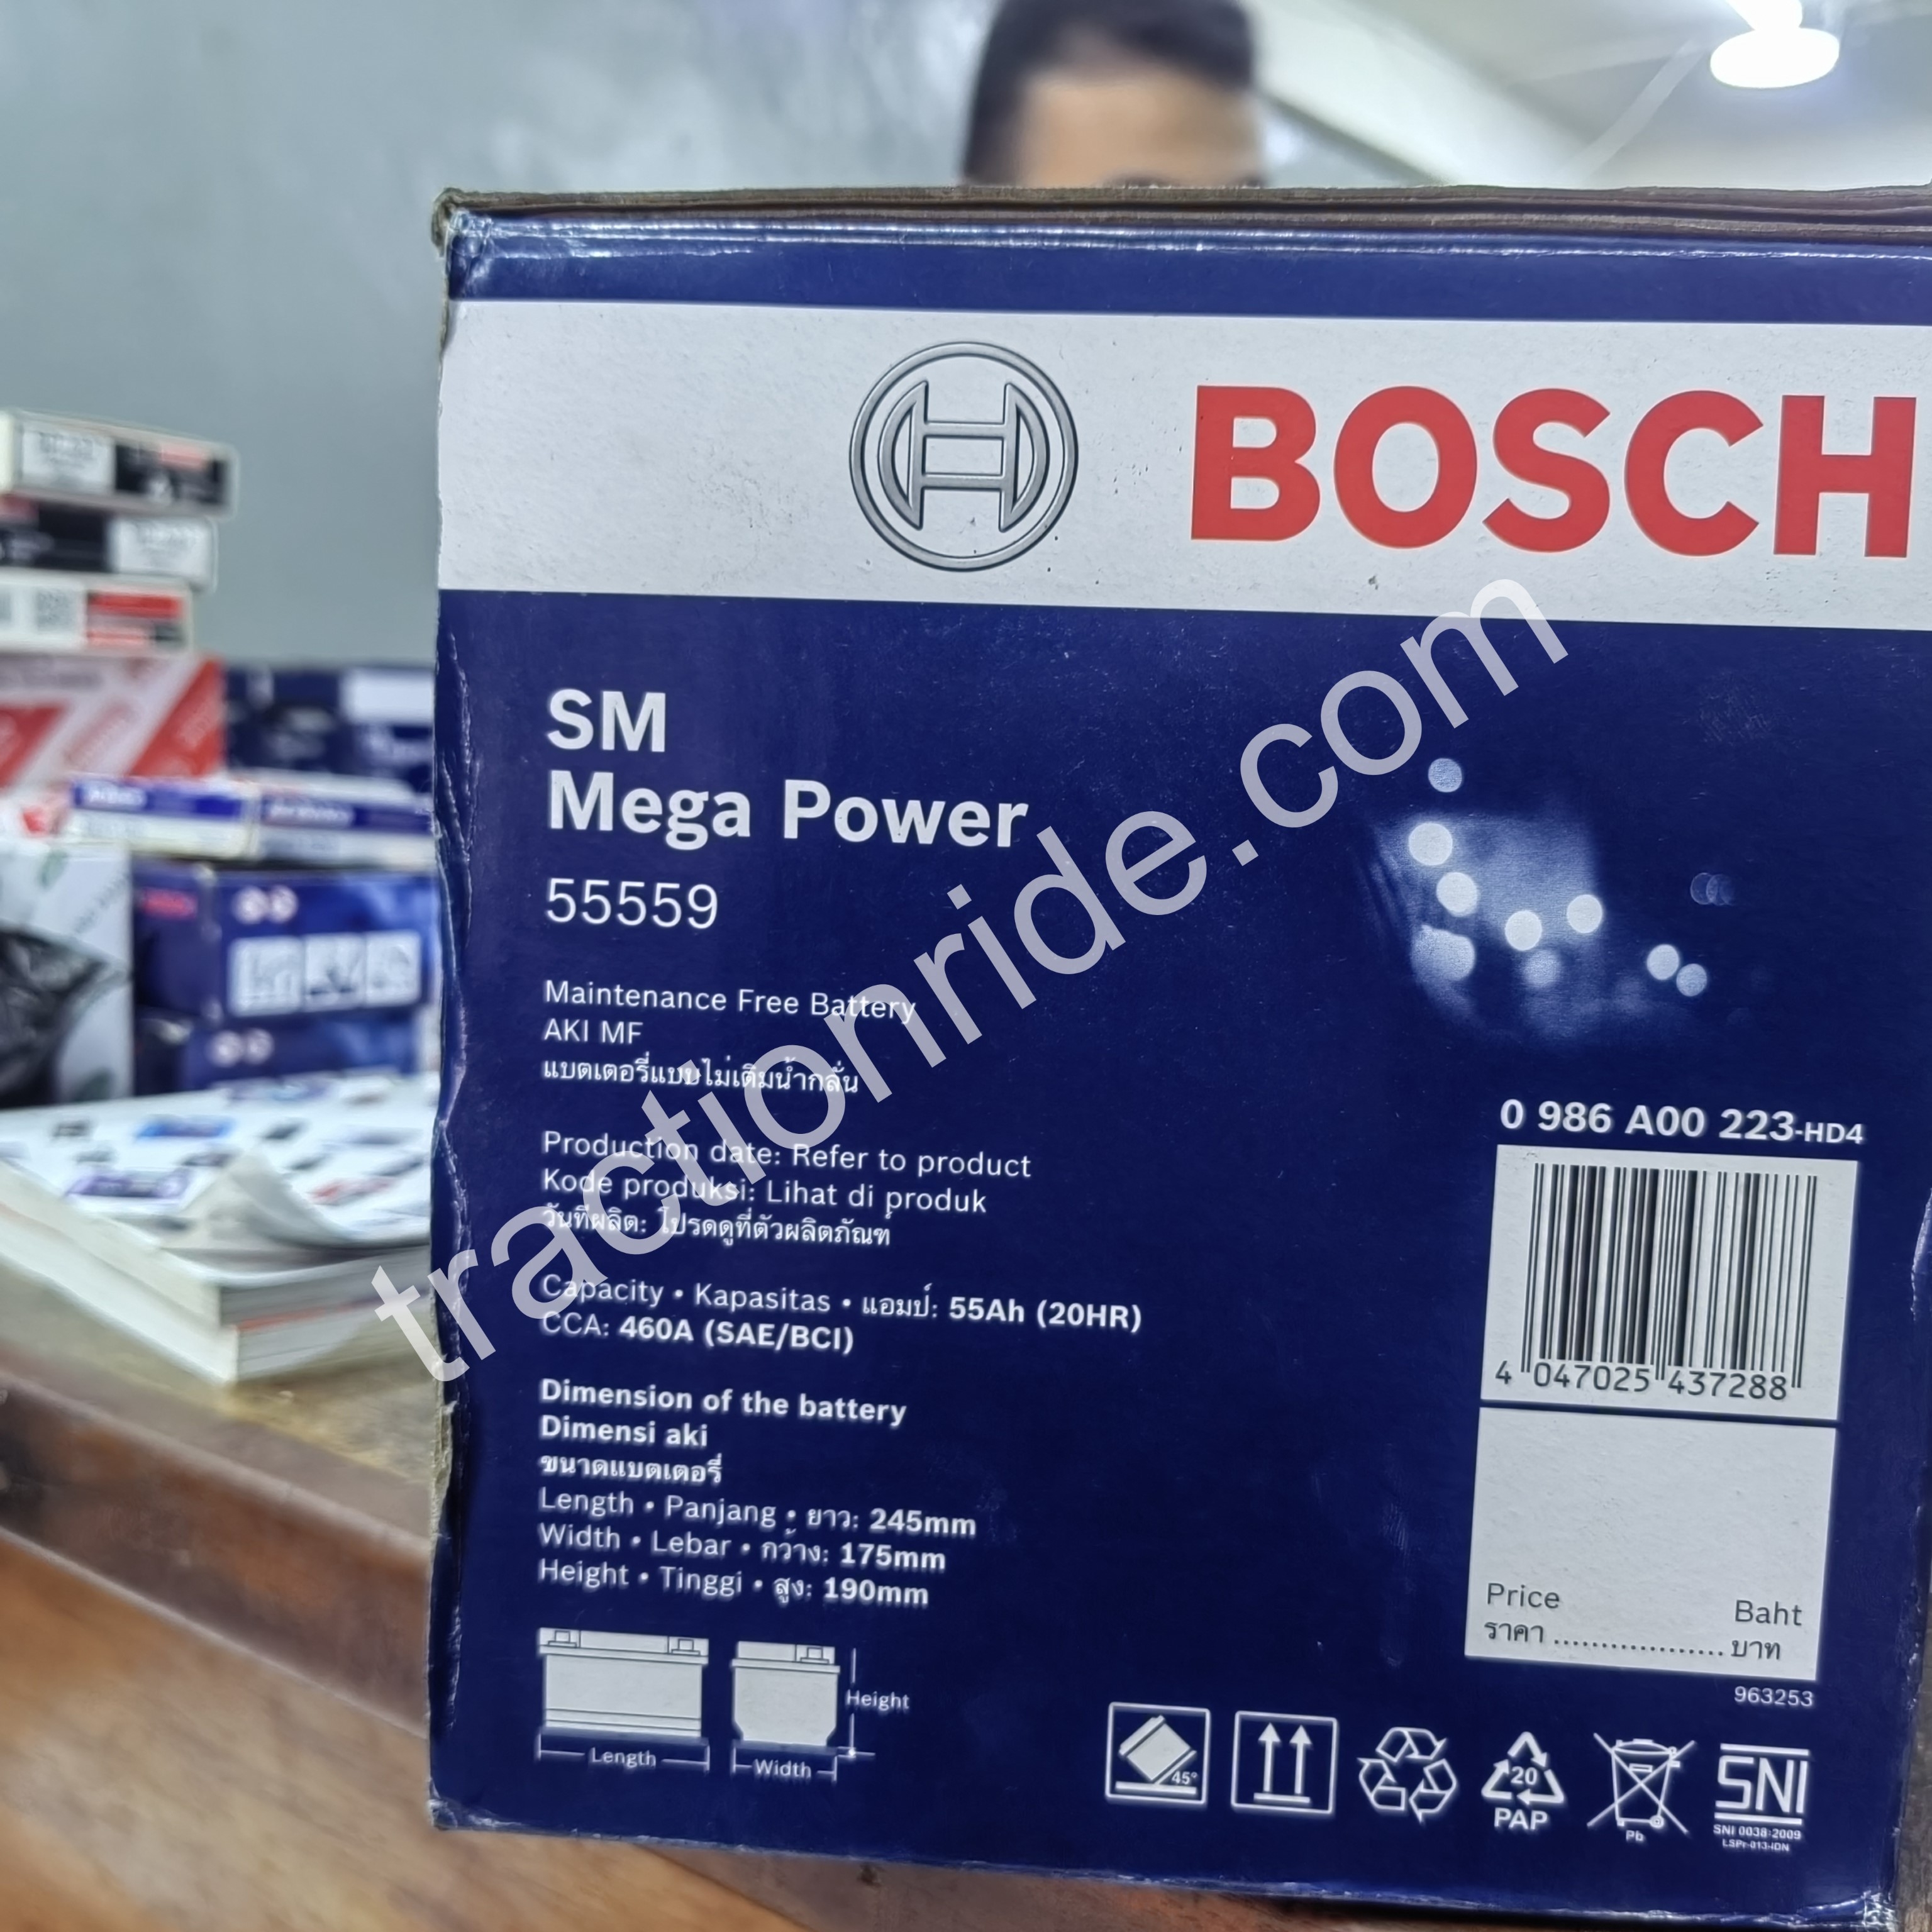 BOSCH
SM
Mega Power
55559
Maintenance Free Battery
AKI MF
แบตเตอรี่แบบไม่เติมน้ำกลั่น
Production date: Refer to product
Kode produksi: Lihat di produk
วันที่ผลิต: โปรดดูที่ตัวผลิตภัณฑ์
Capacity • Kapasitas • แอมป์: 55Ah (20HR)
CCA: 460A (SAE/BCI)
Dimension of the battery
Dimensi aki
ขนาดแบตเตอรี่
Length • Panjang • ยาว: 245mm
Width • Lebar • กว้าง: 175mm
Height • Tinggi • สูง: 190mm
Height
Length
Width
0 986 A00 223-HD4
4 047025 437288
Price Baht
ราคา .................. บาท
963253
45°
20
PAP
Pb
SNI
SNI 0038:2009
LSPr-013-IDN
tractionride.com